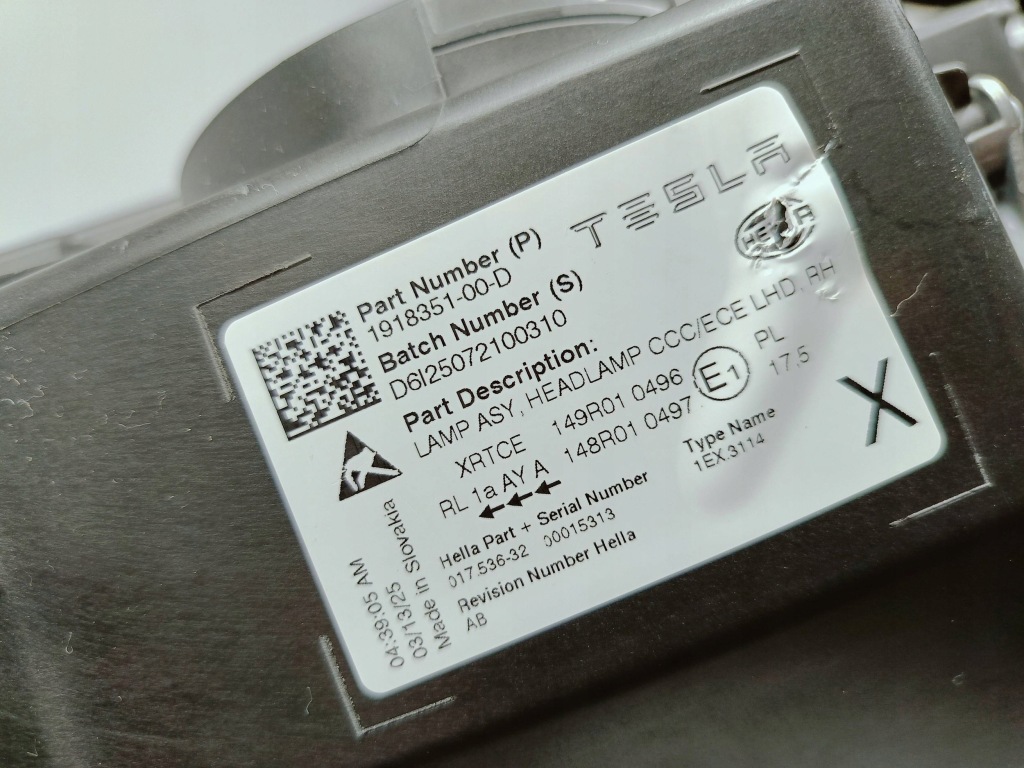 TESLA
HELLA
Part Number (P)
1918351-00-D
Batch Number (S)
D6I25072100310
Part Description:
LAMP ASY, HEADLAMP CCC/ECE LHD, RH
XRTCE 149R01 0496 E1 PL
RL 1a AY A 148R01 0497 17,5
Hella Part + Serial Number
017.536-32 00015313
Type Name
1EX.3114
Revision Number Hella
AB
X
04:39:05 AM
03/13/25
Made in Slovakia